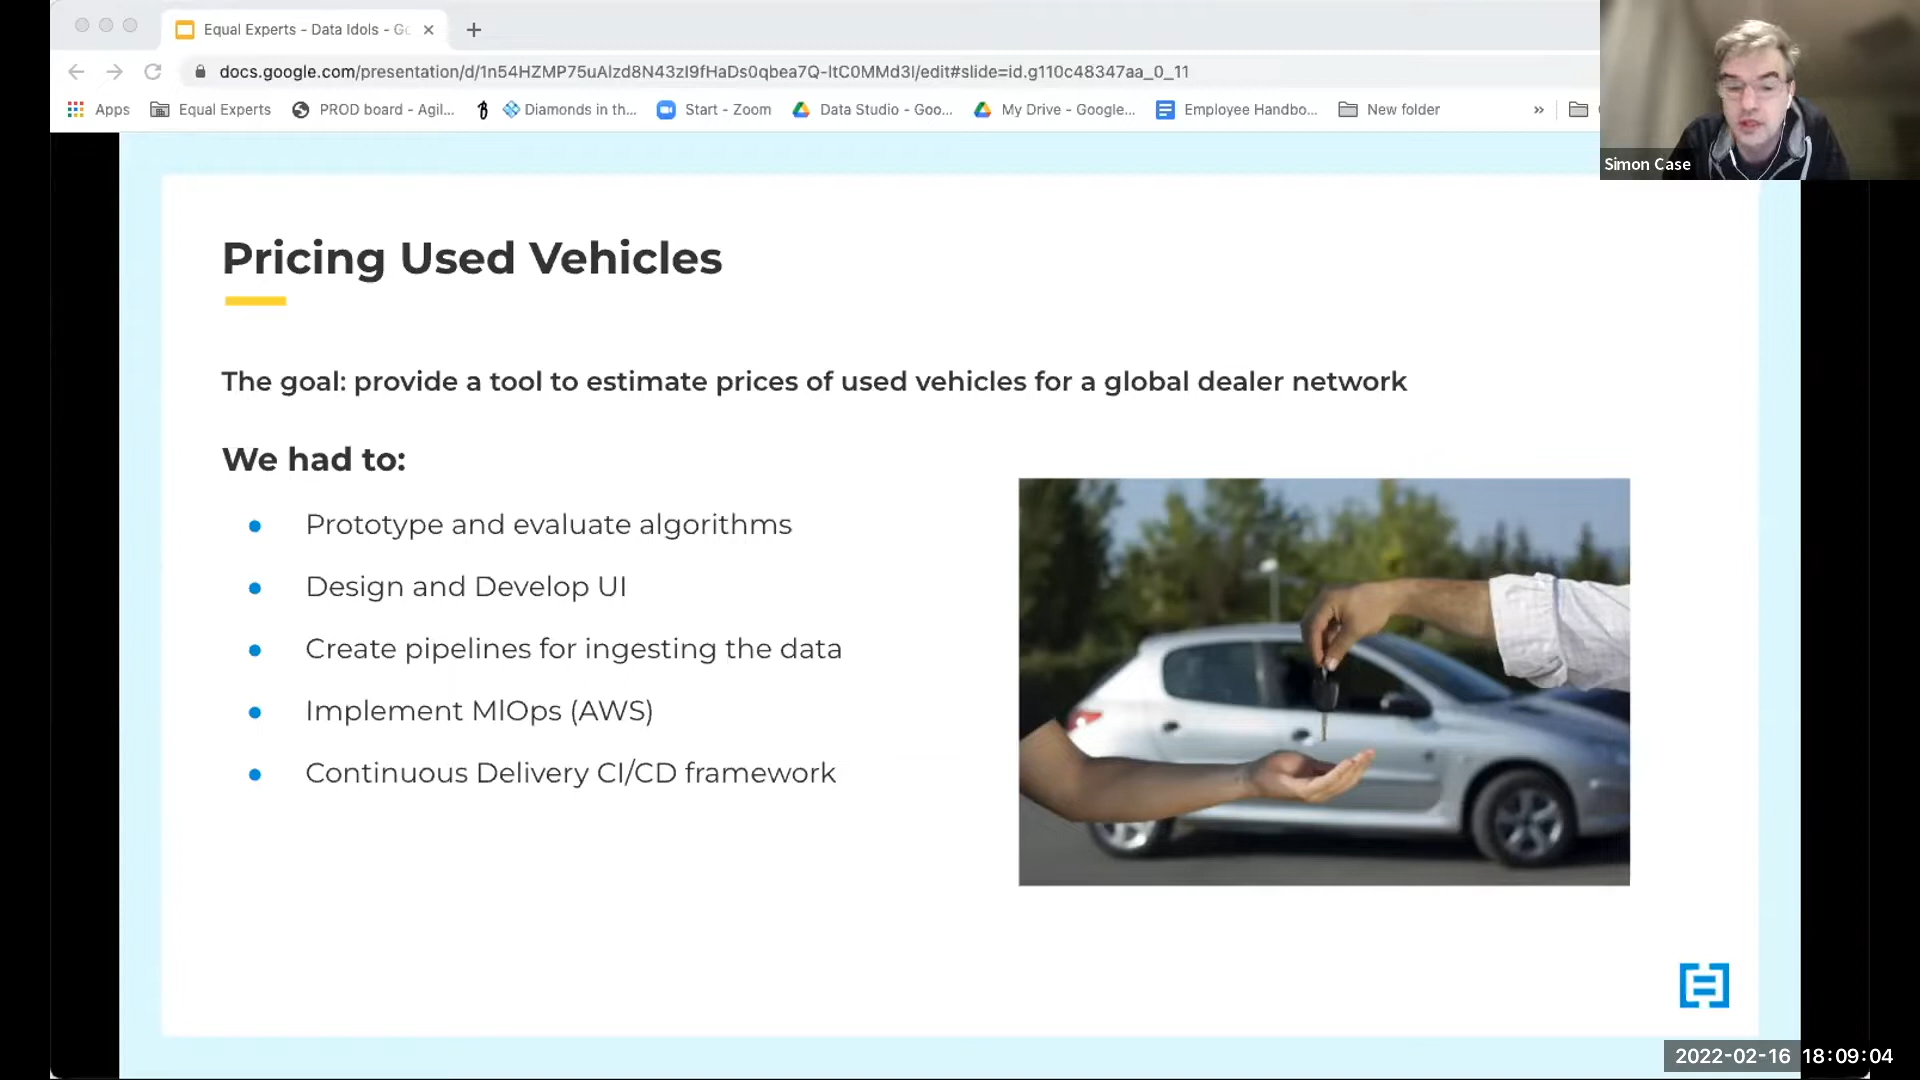 Equal Experts - Data Idols - Go
docs.google.com/presentation/d/1n54HZMP75uAlzd8N43zI9fHaDs0qbea7Q-ItC0MMd3I/edit#slide=id.g110c48347aa_0_11
Apps Equal Experts PROD board - Agil... Diamonds in th... Start - Zoom Data Studio - Goo... My Drive - Google... Employee Handbo... New folder »
Simon Case
Pricing Used Vehicles
The goal: provide a tool to estimate prices of used vehicles for a global dealer network
We had to:
● Prototype and evaluate algorithms
● Design and Develop UI
● Create pipelines for ingesting the data
● Implement MlOps (AWS)
● Continuous Delivery CI/CD framework
2022-02-16 18:09:04